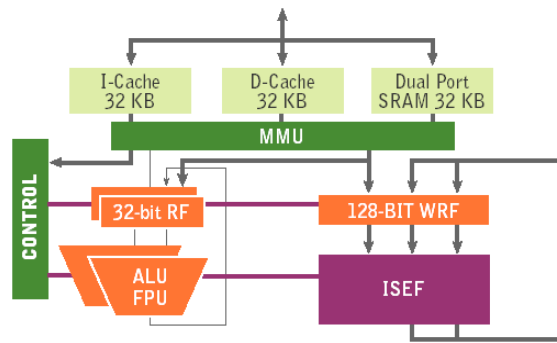 I-Cache
32 KB
D-Cache
32 KB
Dual Port
SRAM 32 KB
MMU
CONTROL
32-bit RF
128-BIT WRF
ALU
FPU
ISEF